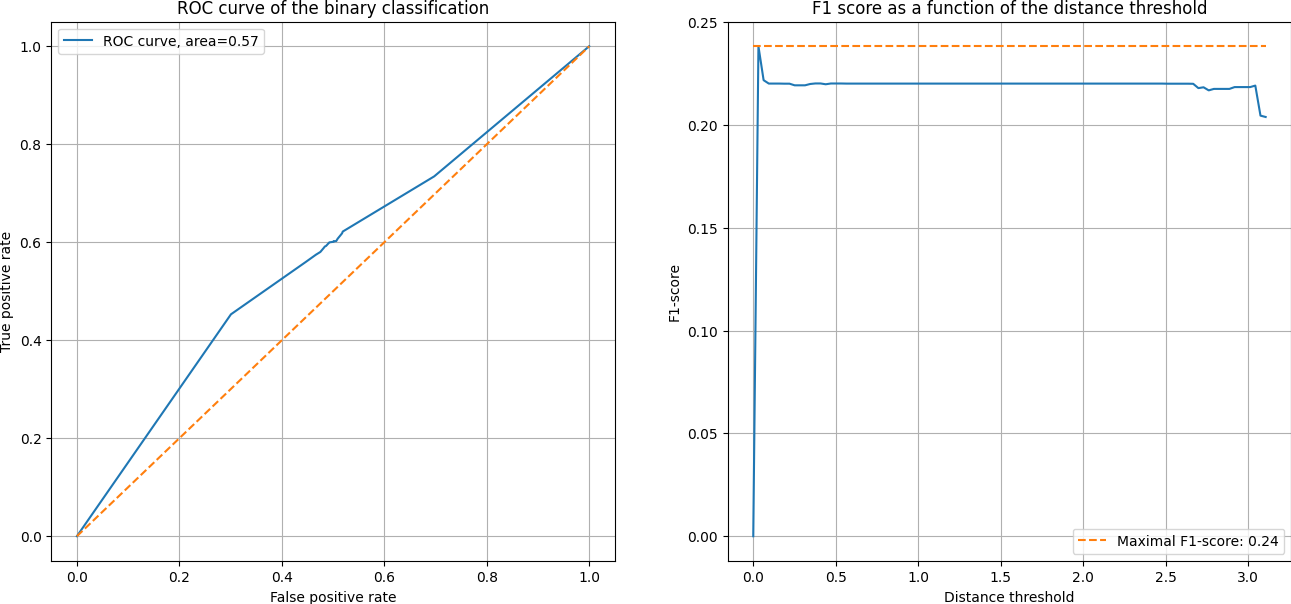 ROC curve of the binary classification
ROC curve, area=0.57
1.0
0.8
0.6
0.4
0.2
0.0
True positive rate
0.0 0.2 0.4 0.6 0.8 1.0
False positive rate
F1 score as a function of the distance threshold
0.25
0.20
0.15
0.10
0.05
0.00
F1-score
Maximal F1-score: 0.24
0.0 0.5 1.0 1.5 2.0 2.5 3.0
Distance threshold